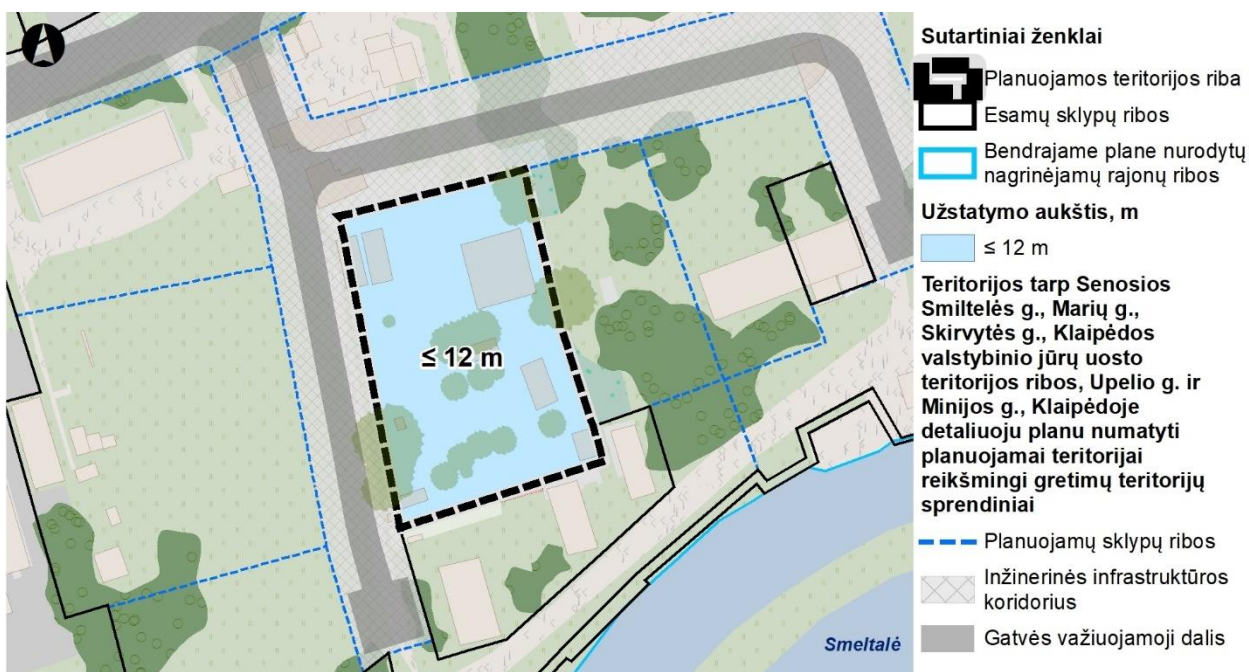 ≤ 12 m
Smeltalė
Sutartiniai ženklai
Planuojamos teritorijos riba
Esamų sklypų ribos
Bendrajame plane nurodytų
nagrinėjamų rajonų ribos
Užstatymo aukštis, m
≤ 12 m
Teritorijos tarp Senosios
Smiltelės g., Marių g.,
Skirvytės g., Klaipėdos
valstybinio jūrų uosto
teritorijos ribos, Upelio g. ir
Minijos g., Klaipėdoje
detaliuoju planu numatyti
planuojamai teritorijai
reikšmingi gretimų teritorijų
sprendiniai
Planuojamų sklypų ribos
Inžinerinės infrastruktūros
koridorius
Gatvės važiuojamoji dalis